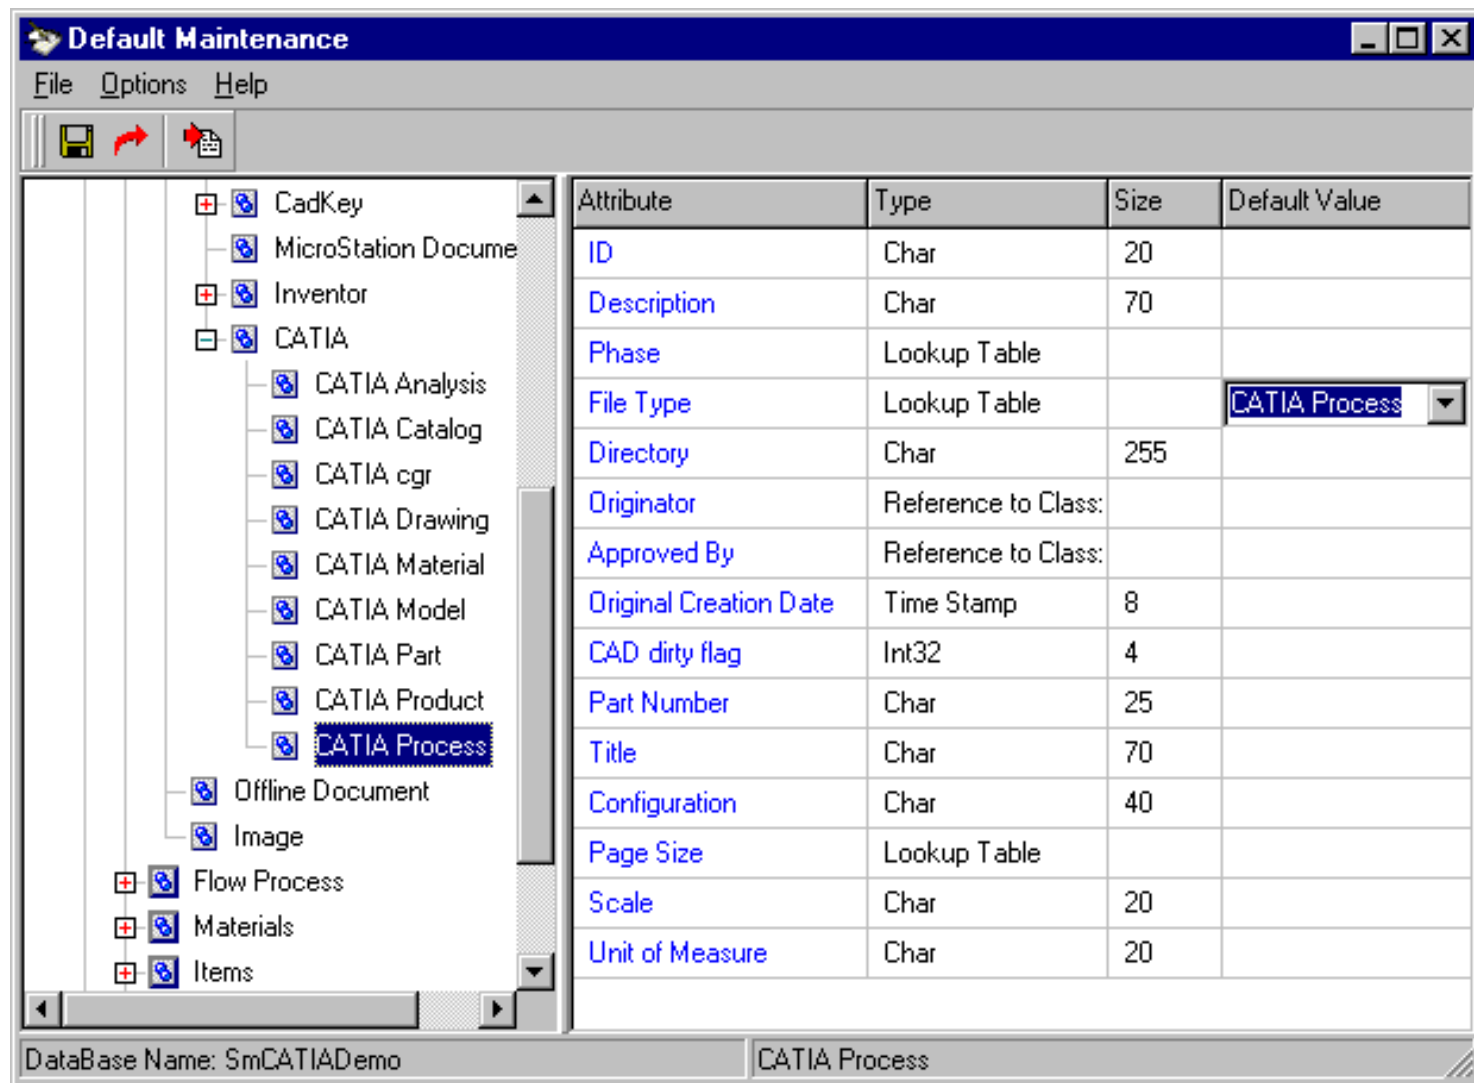 Default Maintenance
File Options Help
CadKey
MicroStation Docume
Inventor
CATIA
CATIA Analysis
CATIA Catalog
CATIA cgr
CATIA Drawing
CATIA Material
CATIA Model
CATIA Part
CATIA Product
CATIA Process
Offline Document
Image
Flow Process
Materials
Items
Attribute Type Size Default Value
ID Char 20
Description Char 70
Phase Lookup Table
File Type Lookup Table CATIA Process
Directory Char 255
Originator Reference to Class:
Approved By Reference to Class:
Original Creation Date Time Stamp 8
CAD dirty flag Int32 4
Part Number Char 25
Title Char 70
Configuration Char 40
Page Size Lookup Table
Scale Char 20
Unit of Measure Char 20
DataBase Name: SmCATIADemo CATIA Process